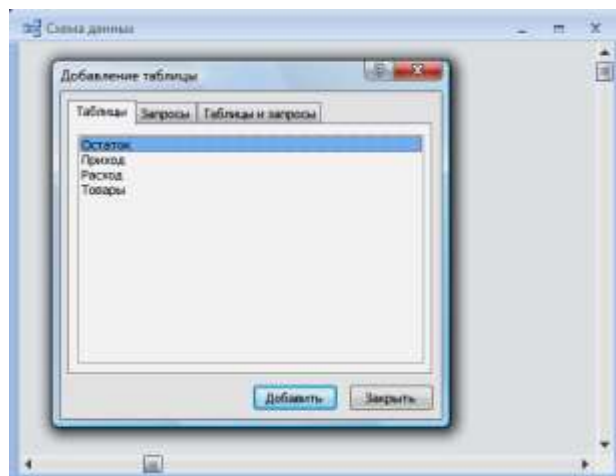 Схема данных
Добавление таблицы
Таблицы Запросы Таблицы и запросы
Остаток
Приход
Расход
Товары
Добавить Закрыть